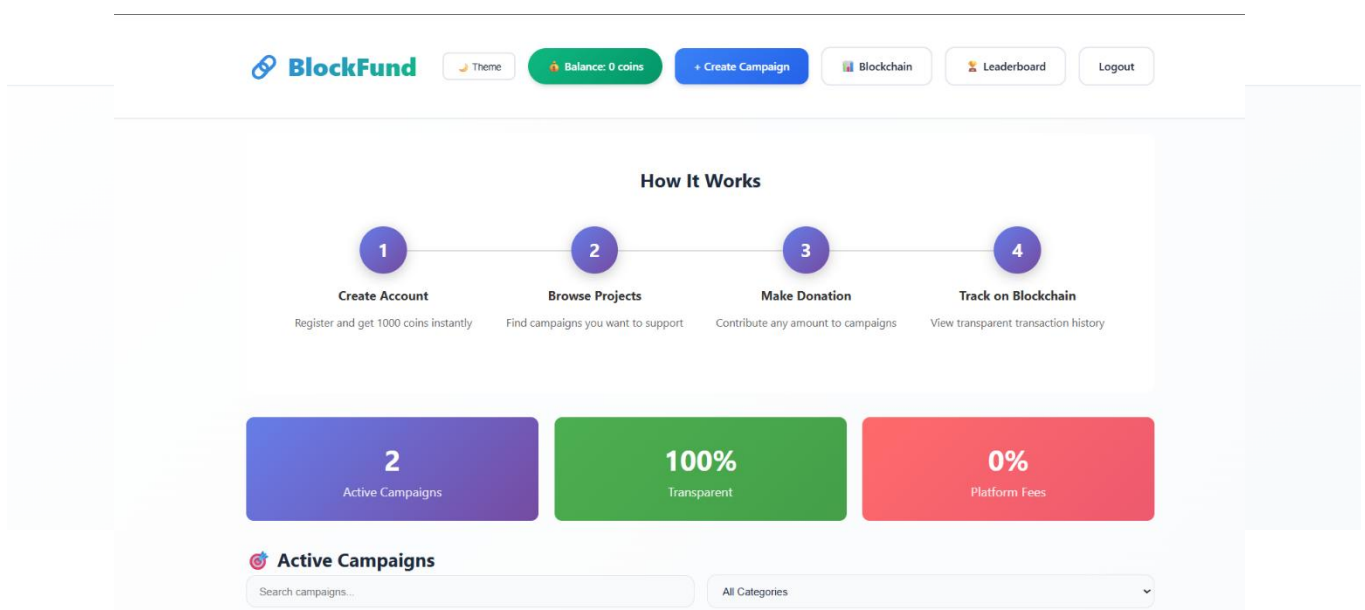 BlockFund
Theme
Balance: 0 coins
+ Create Campaign
Blockchain
Leaderboard
Logout
How It Works
1
2
3
4
Create Account
Browse Projects
Make Donation
Track on Blockchain
Register and get 1000 coins instantly
Find campaigns you want to support
Contribute any amount to campaigns
View transparent transaction history
2
Active Campaigns
100%
Transparent
0%
Platform Fees
Active Campaigns
Search campaigns...
All Categories